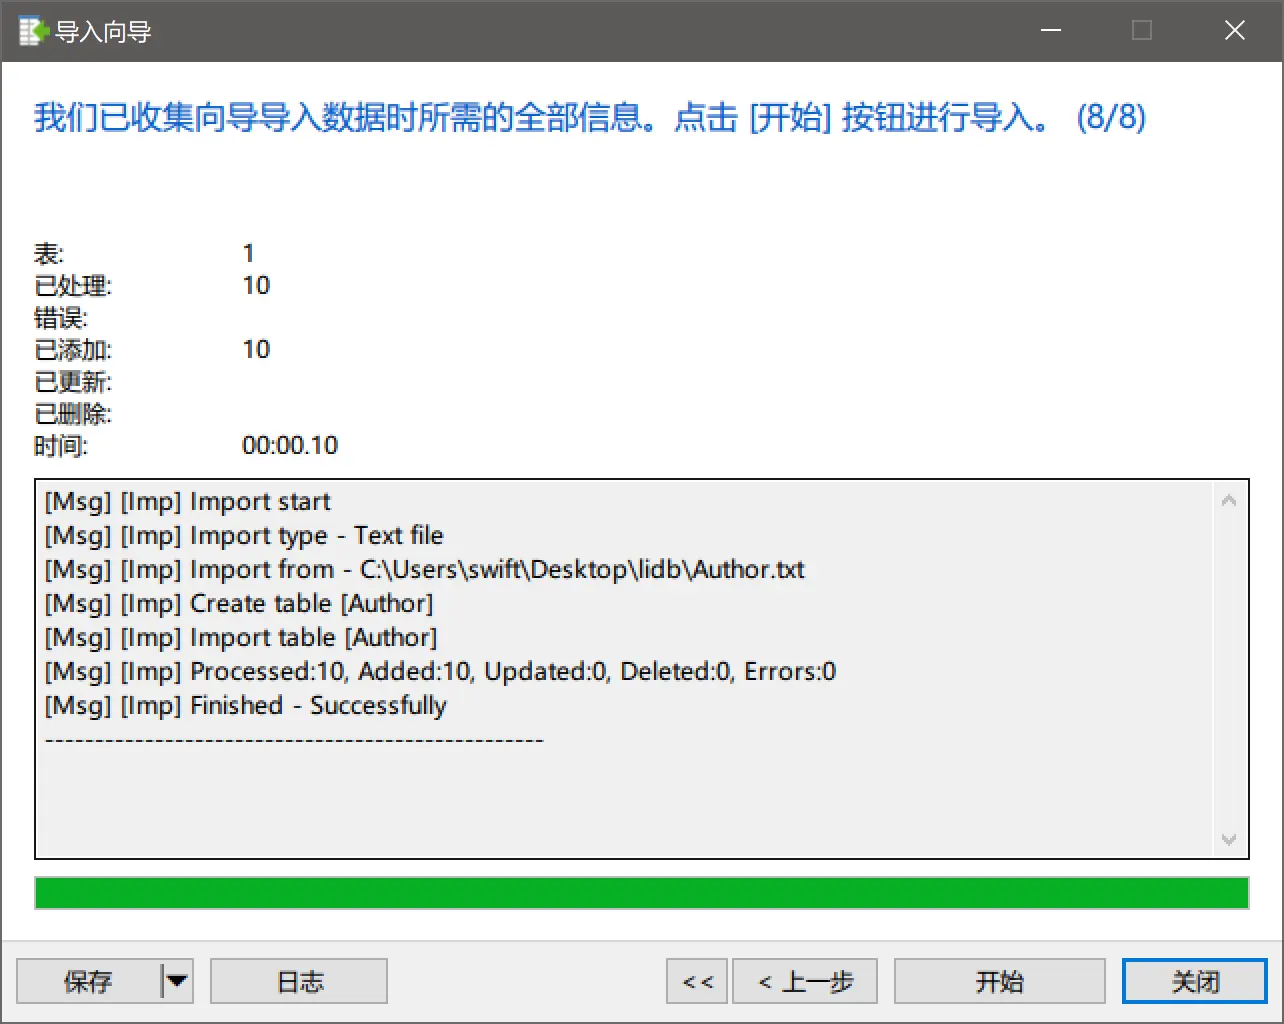 导入向导
我们已收集向导导入数据时所需的全部信息。点击 [开始] 按钮进行导入。 (8/8)
表: 1
已处理: 10
错误:
已添加: 10
已更新:
已删除:
时间: 00:00.10
[Msg] [Imp] Import start
[Msg] [Imp] Import type - Text file
[Msg] [Imp] Import from - C:\Users\swift\Desktop\lidb\Author.txt
[Msg] [Imp] Create table [Author]
[Msg] [Imp] Import table [Author]
[Msg] [Imp] Processed:10, Added:10, Updated:0, Deleted:0, Errors:0
[Msg] [Imp] Finished - Successfully
--------------------------------------------------
保存 日志 << < 上一步 开始 关闭